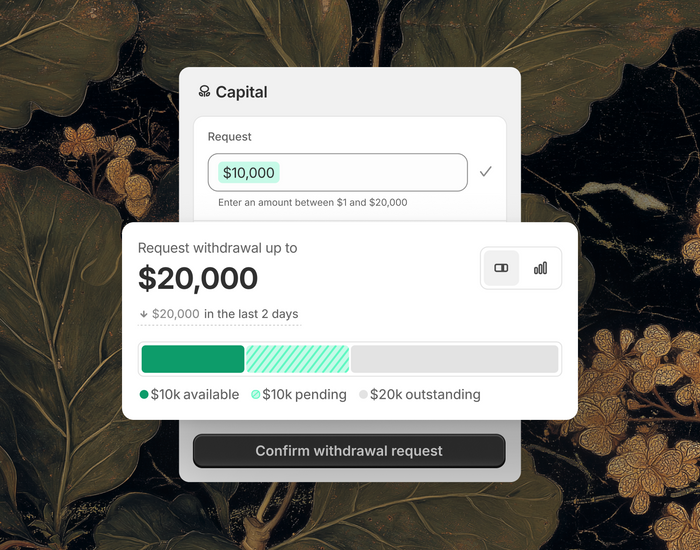 Capital
Request
$10,000
Enter an amount between $1 and $20,000
Request withdrawal up to
$20,000
$20,000 in the last 2 days
$10k available $10k pending $20k outstanding
Confirm withdrawal request